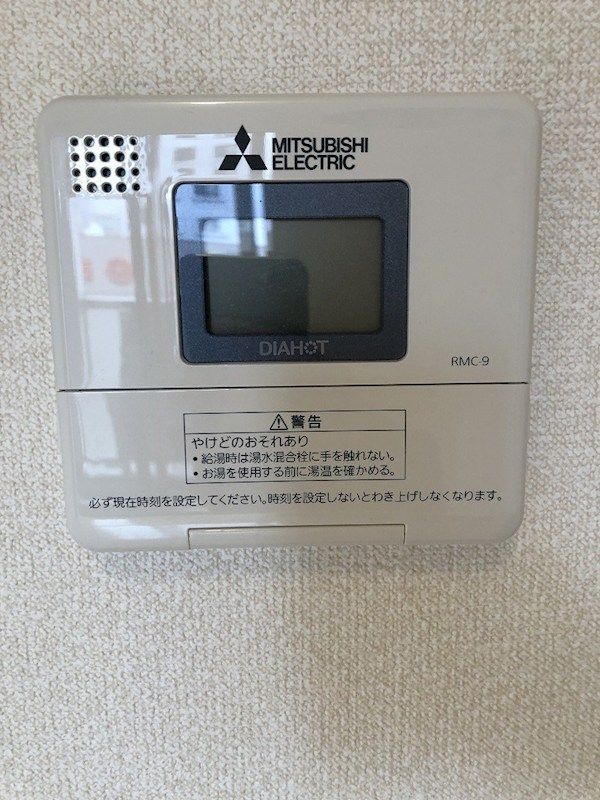 MITSUBISHI
ELECTRIC
DIAHOT
RMC-9
⚠警告
やけどのおそれあり
・給湯時は湯水混合栓に手を触れない。
・お湯を使用する前に湯温を確かめる。
必ず現在時刻を設定してください。時刻を設定しないとわき上げしなくなります。